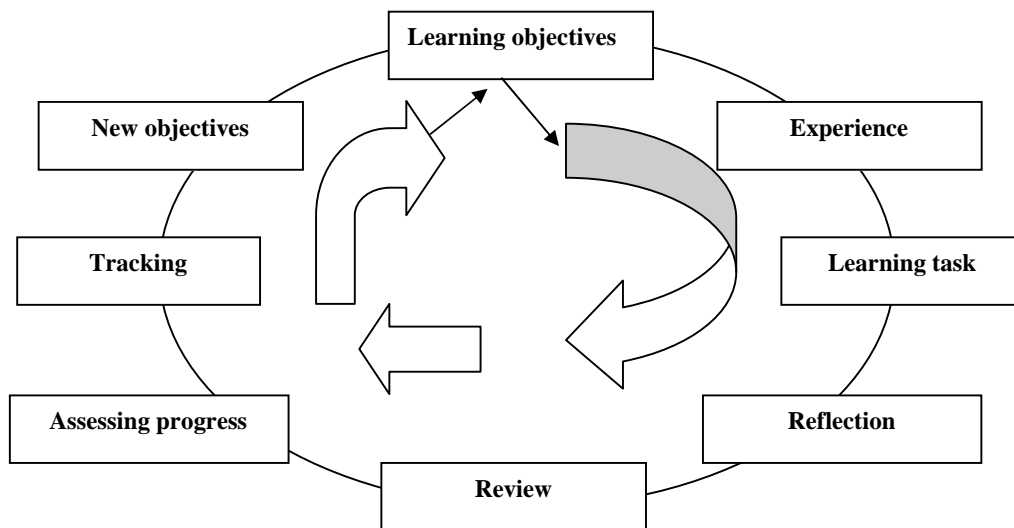 Learning objectives
New objectives
Experience
Tracking
Learning task
Assessing progress
Reflection
Review